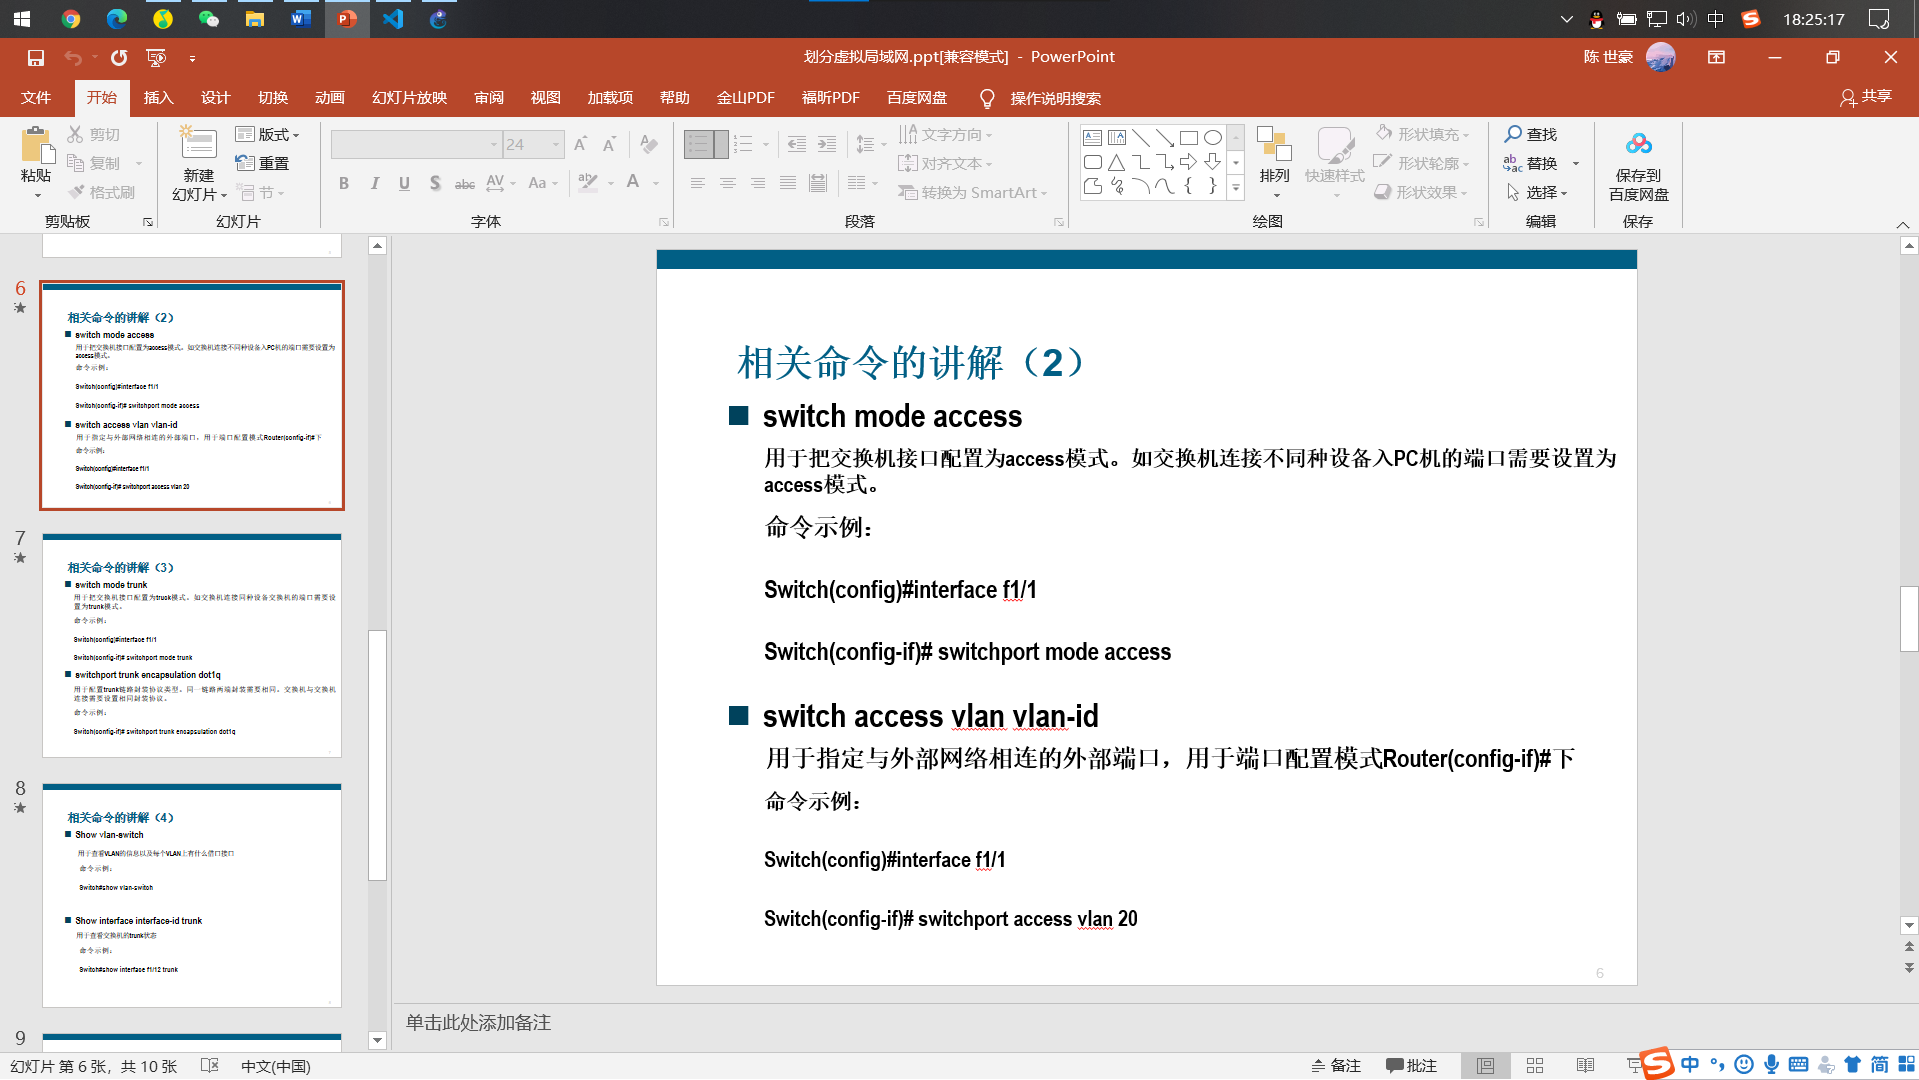 中
18:25:17
划分虚拟局域网.ppt[兼容模式] - PowerPoint
陈 世豪
文件 开始 插入 设计 切换 动画 幻灯片放映 审阅 视图 加载项 帮助 金山PDF 福昕PDF 百度网盘 操作说明搜索 共享
粘贴
剪切
复制
格式刷
剪贴板
新建
幻灯片
版式
重置
节
幻灯片
24
字体
文字方向
对齐文本
转换为 SmartArt
段落
排列
快速样式
形状填充
形状轮廓
形状效果
绘图
查找
替换
选择
编辑
保存到
百度网盘
保存
6
相关命令的讲解（2）
switch mode access
用于把交换机接口配置为access模式。如交换机连接不同种设备入PC机的端口需要设置为
access模式。
命令示例：
Switch(config)#interface f1/1
Switch(config-if)# switchport mode access
switch access vlan vlan-id
用于指定与外部网络相连的外部端口，用于端口配置模式Router(config-if)#下
命令示例：
Switch(config)#interface f1/1
Switch(config-if)# switchport access vlan 20
7
相关命令的讲解（3）
switch mode trunk
用于把交换机接口配置为trunk模式。如交换机连接同种设备交换机的端口需要设
置为trunk模式。
命令示例：
Switch(config)#interface f1/1
Switch(config-if)# switchport mode trunk
switchport trunk encapsulation dot1q
用于配置trunk链路封装协议类型。同一链路两端封装需要相同。交换机与交换机
连接需要设置相同封装协议。
命令示例：
Switch(config-if)# switchport trunk encapsulation dot1q
8
相关命令的讲解（4）
Show vlan-switch
用于查看VLAN的信息以及每个VLAN上有什么借口接口
命令示例：
Switch#show vlan-switch
Show interface interface-id trunk
用于查看交换机的trunk状态
命令示例：
Switch#show interface f1/12 trunk
9
相关命令的讲解（2）
switch mode access
用于把交换机接口配置为access模式。如交换机连接不同种设备入PC机的端口需要设置为
access模式。
命令示例：
Switch(config)#interface f1/1
Switch(config-if)# switchport mode access
switch access vlan vlan-id
用于指定与外部网络相连的外部端口，用于端口配置模式Router(config-if)#下
命令示例：
Switch(config)#interface f1/1
Switch(config-if)# switchport access vlan 20
6
单击此处添加备注
幻灯片 第 6 张，共 10 张 中文(中国) 备注 批注 中 简